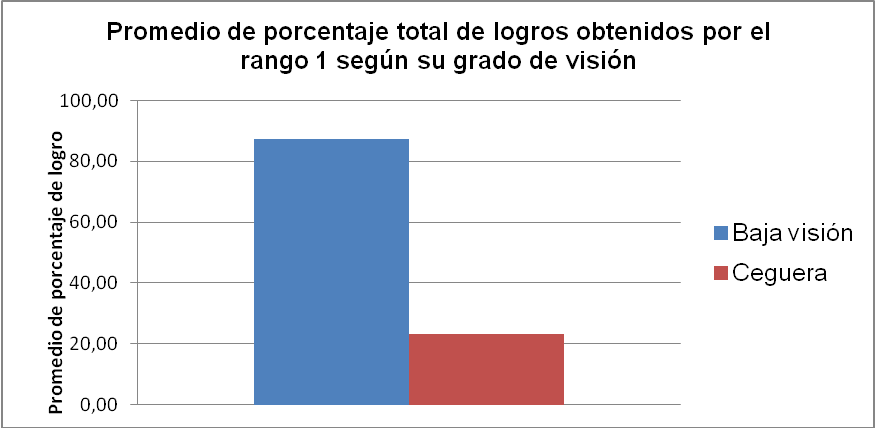 Promedio de porcentaje total de logros obtenidos por el
rango 1 según su grado de visión
Promedio de porcentaje de logro
100,00
80,00
60,00
40,00
20,00
0,00
Baja visión
Ceguera